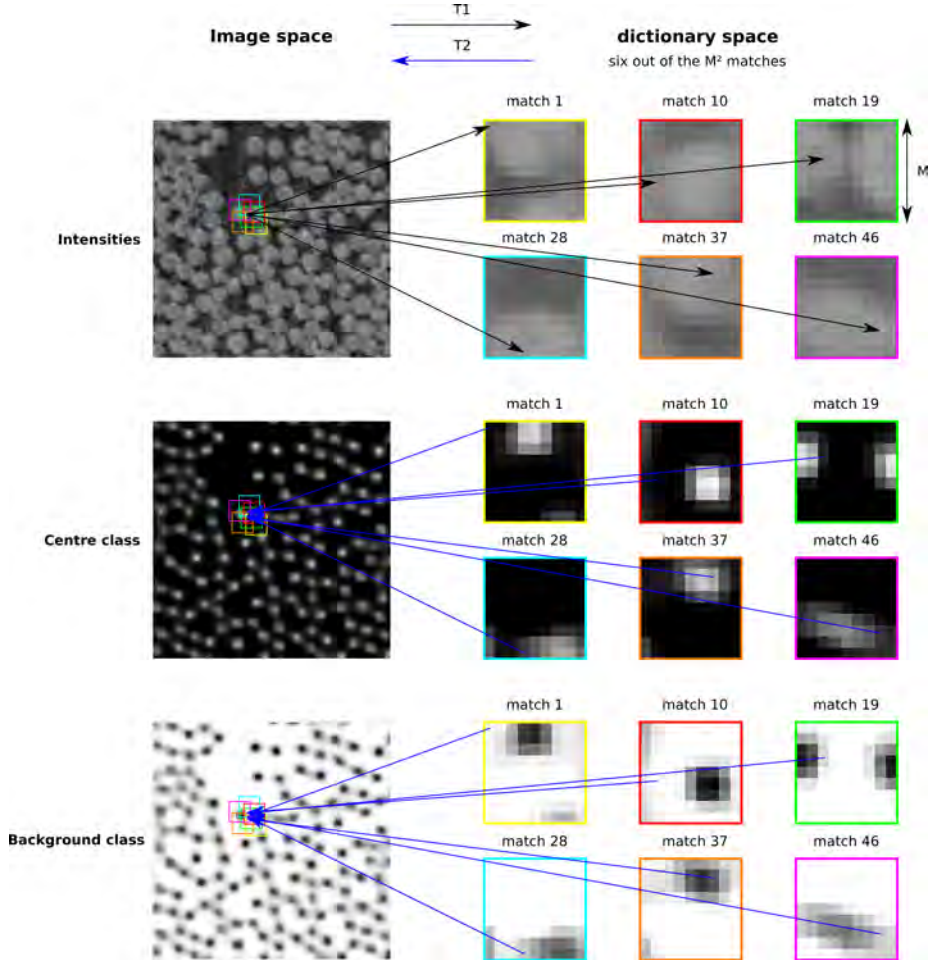 T1
Image space
T2
dictionary space
six out of the M² matches
match 1
match 10
match 19
M
Intensities
match 28
match 37
match 46
match 1
match 10
match 19
Centre class
match 28
match 37
match 46
match 1
match 10
match 19
Background class
match 28
match 37
match 46